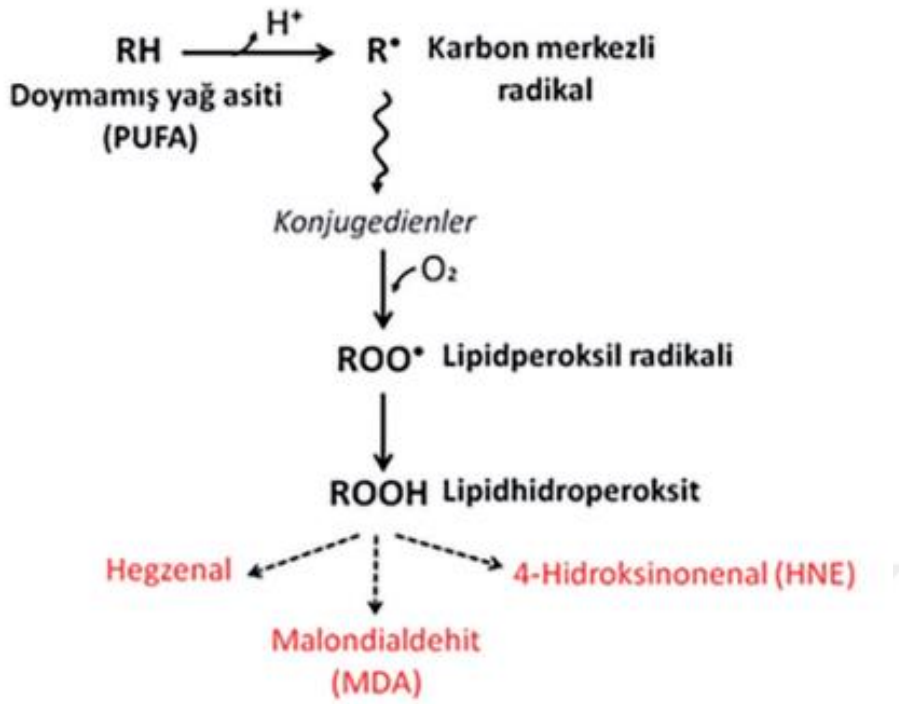 H⁺
RH
R•
Karbon merkezli
radikal
Doymamış yağ asiti
(PUFA)
Konjugedienler
O₂
ROO• Lipidperoksil radikali
ROOH Lipidhidroperoksit
Hegzenal
4-Hidroksinonenal (HNE)
Malondialdehit
(MDA)